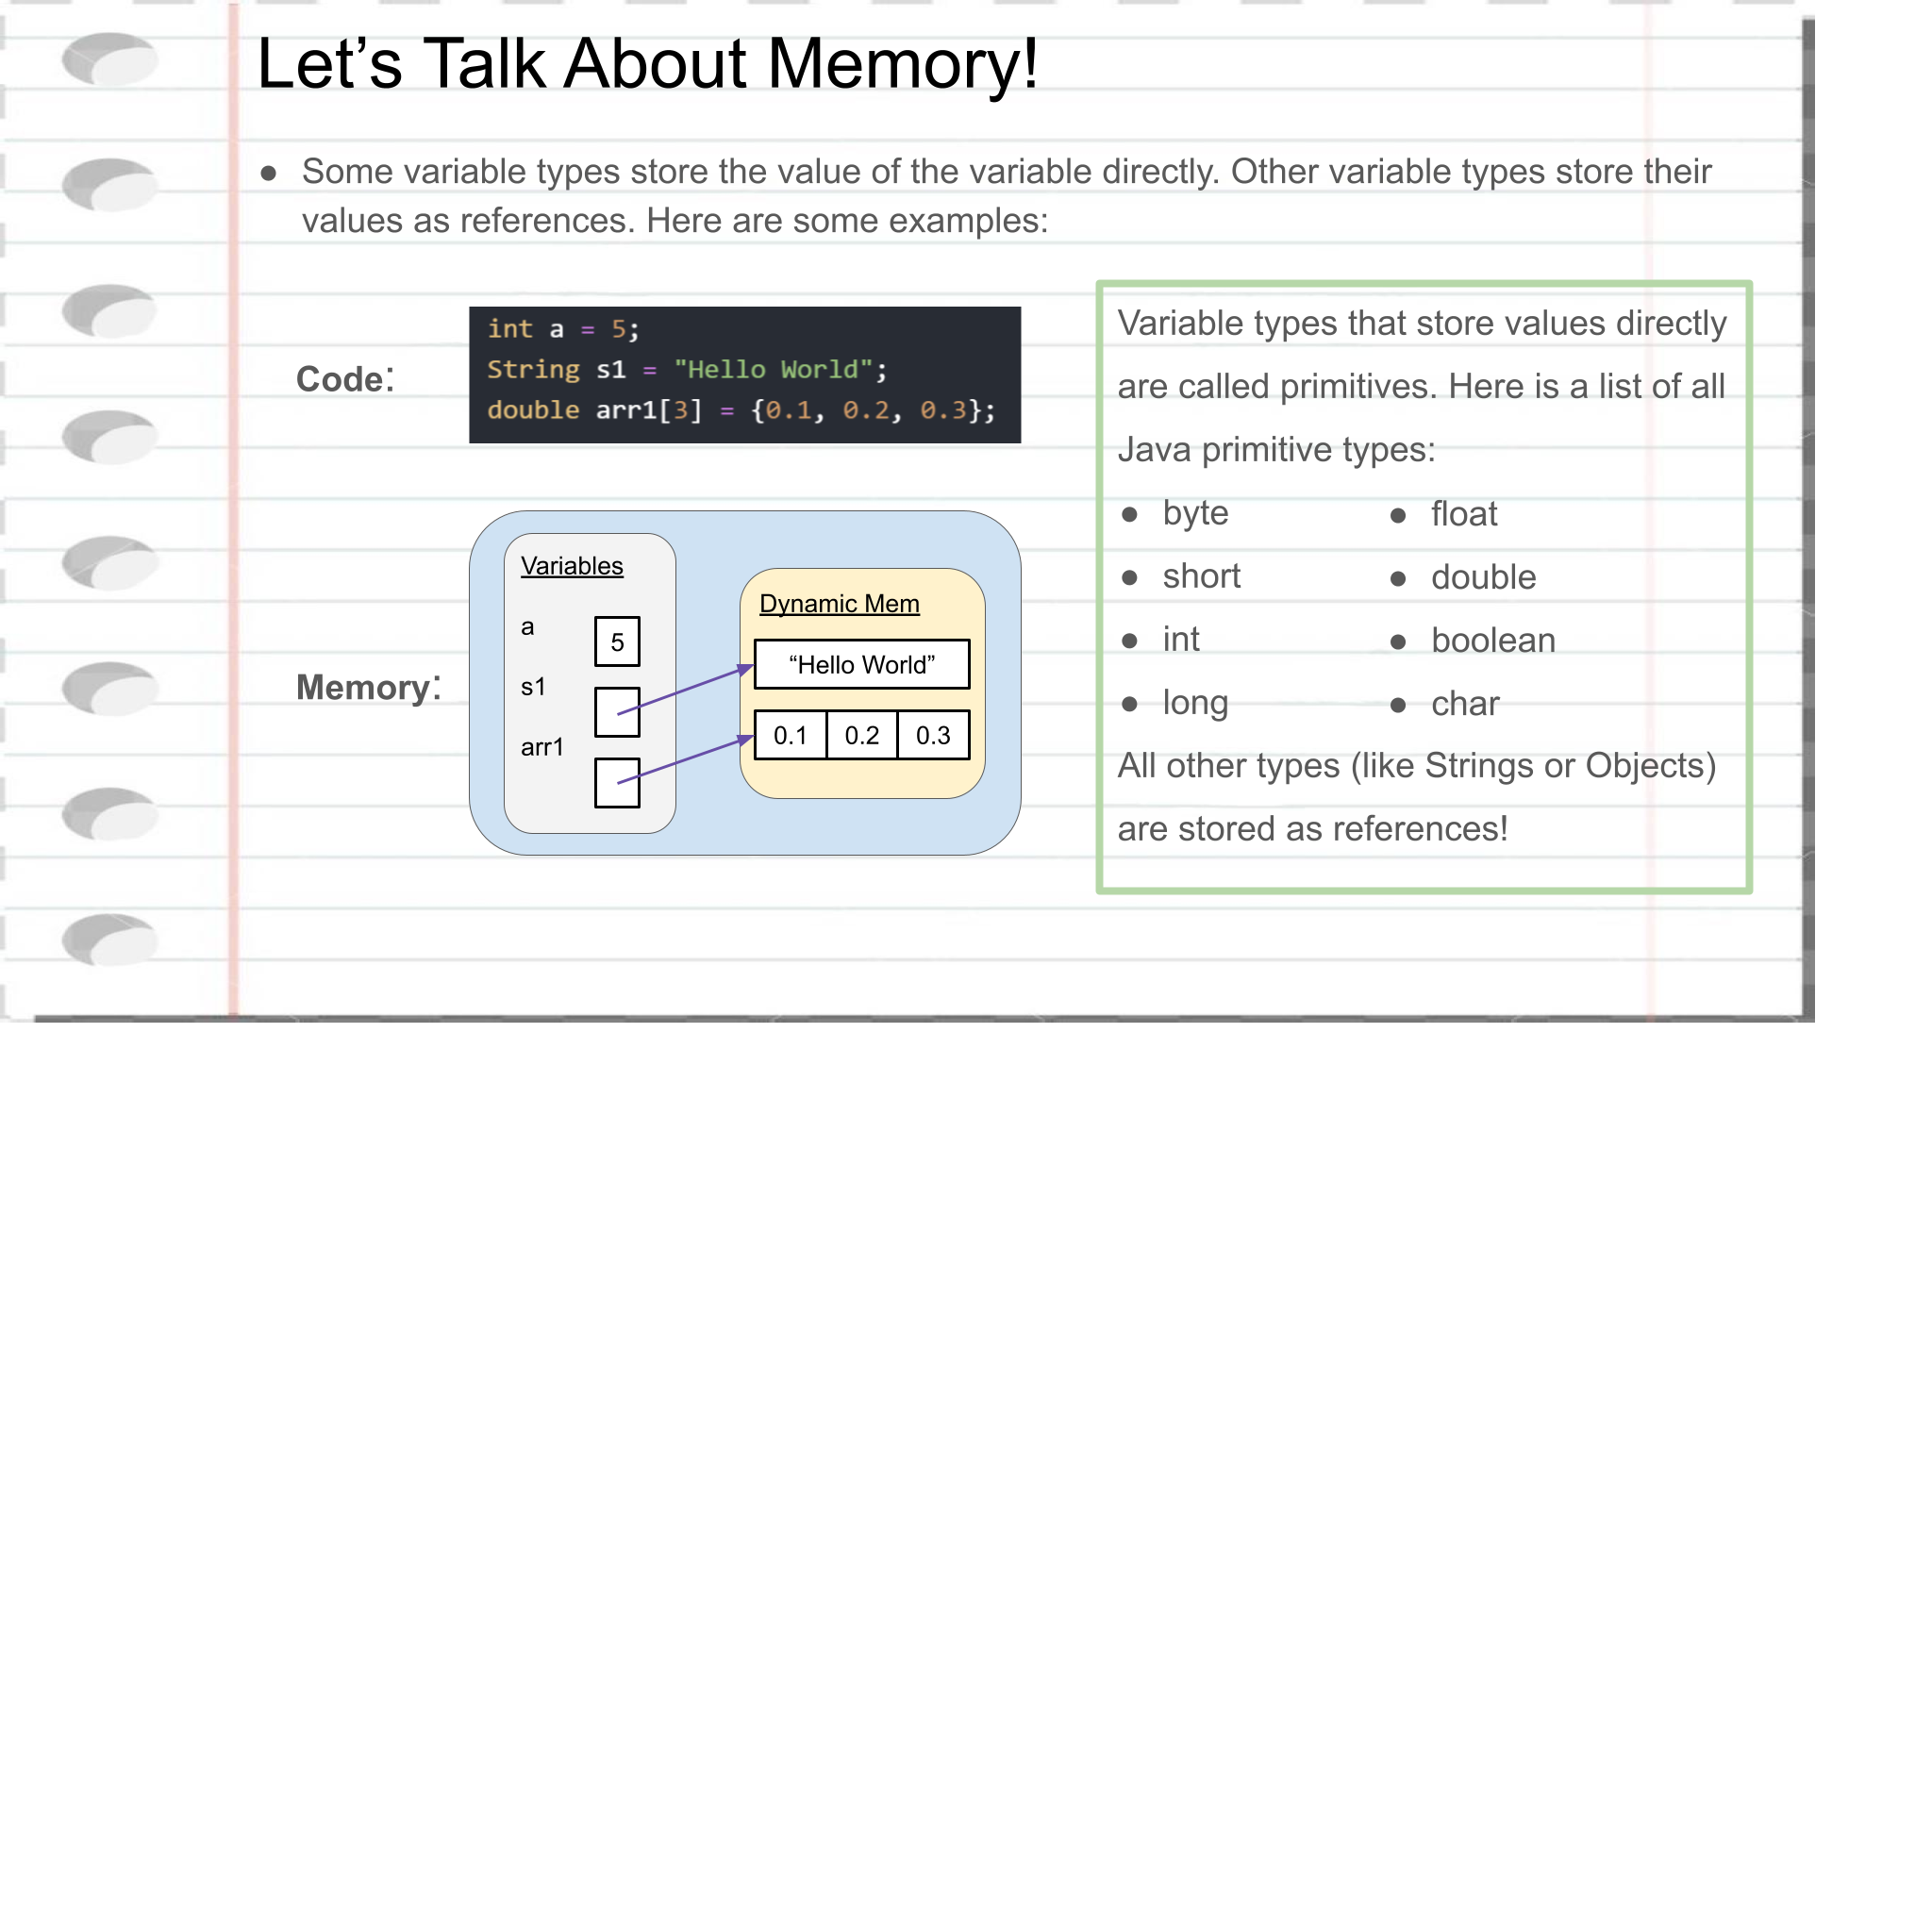 Let’s Talk About Memory!
● Some variable types store the value of the variable directly. Other variable types store their
values as references. Here are some examples:
Code:
int a = 5;
String s1 = "Hello World";
double arr1[3] = {0.1, 0.2, 0.3};
Memory:
Variables
a
5
s1
arr1
Dynamic Mem
“Hello World”
0.1 0.2 0.3
Variable types that store values directly
are called primitives. Here is a list of all
Java primitive types:
● byte
● short
● int
● long
● float
● double
● boolean
● char
All other types (like Strings or Objects)
are stored as references!